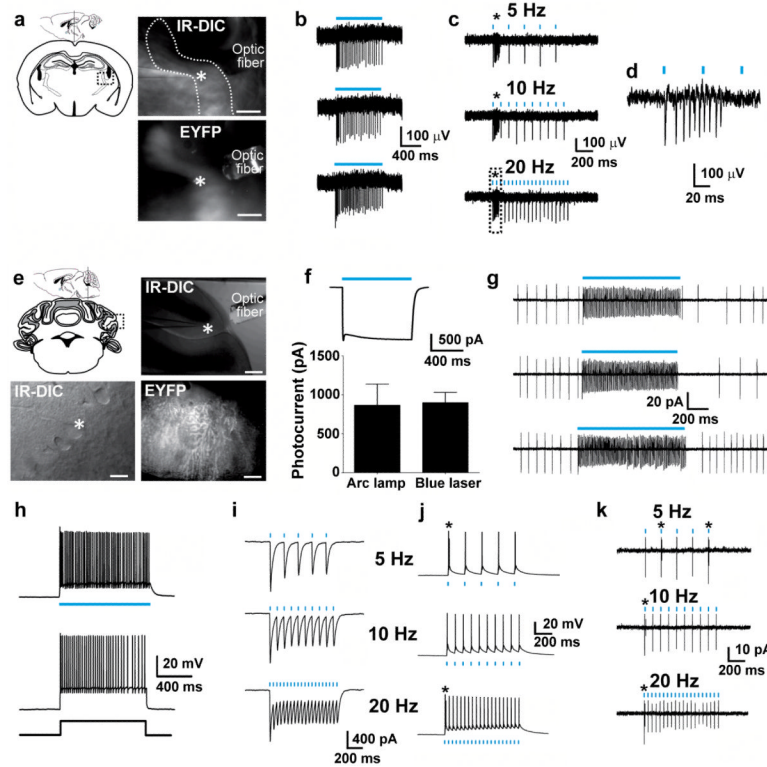 a
IR-DIC
Optic
fiber
*
EYFP
Optic
fiber
*
b
100 μV
400 ms
c
5 Hz
*
10 Hz
*
100 μV
200 ms
20 Hz
*
d
100 μV
20 ms
e
IR-DIC
Optic
fiber
*
IR-DIC
*
EYFP
f
500 pA
400 ms
Photocurrent (pA)
1500
1000
500
0
Arc lamp Blue laser
g
20 pA
200 ms
h
20 mV
400 ms
i
5 Hz
10 Hz
20 Hz
400 pA
200 ms
j
*
20 mV
200 ms
*
k
5 Hz
* *
10 Hz
*
10 pA
200 ms
20 Hz
*